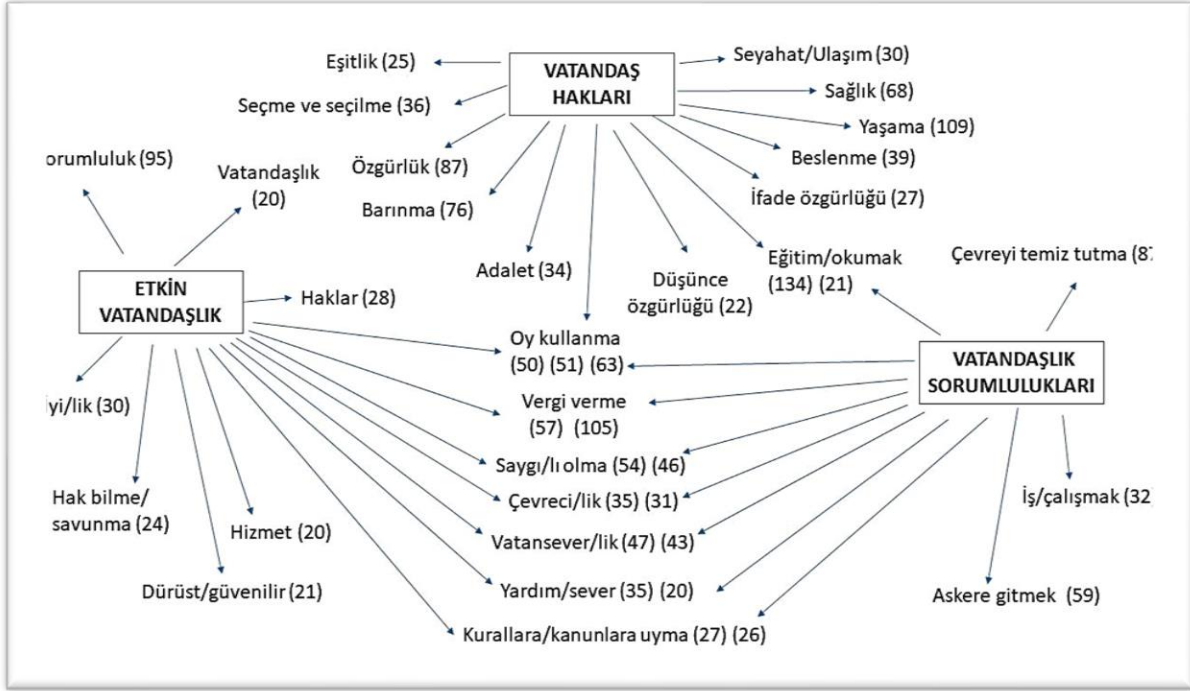 Eşitlik (25)
VATANDAŞ
HAKLARI
Seyahat/Ulaşım (30)
Seçme ve seçilme (36)
Sağlık (68)
Yaşama (109)
orumluluk (95)
Vatandaşlık
(20)
Özgürlük (87)
Beslenme (39)
Barınma (76)
İfade özgürlüğü (27)
Adalet (34)
Düşünce
özgürlüğü (22)
Eğitim/okumak
(134) (21)
Çevreyi temiz tutma (8
ETKİN
VATANDAŞLIK
Haklar (28)
Oy kullanma
(50) (51) (63)
VATANDAŞLIK
SORUMLULUKLARI
yi/lik (30)
Vergi verme
(57) (105)
Saygı/lı olma (54) (46)
Hak bilme/
savunma (24)
Hizmet (20)
Çevreci/lik (35) (31)
İş/çalışmak (32
Vatansever/lik (47) (43)
Dürüst/güvenilir (21)
Yardım/sever (35) (20)
Askere gitmek (59)
Kurallara/kanunlara uyma (27) (26)